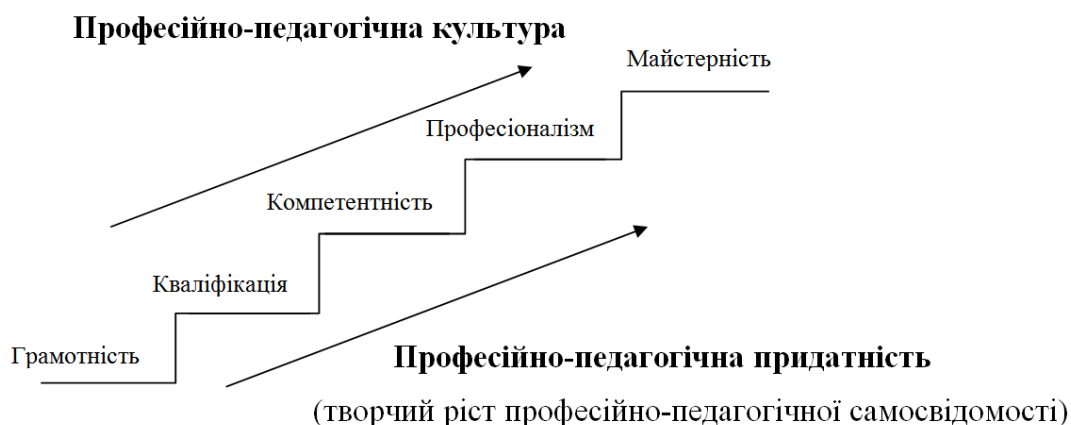 Професійно-педагогічна культура
Майстерність
Професіоналізм
Компетентність
Кваліфікація
Грамотність
Професійно-педагогічна придатність
(творчий ріст професійно-педагогічної самосвідомості)